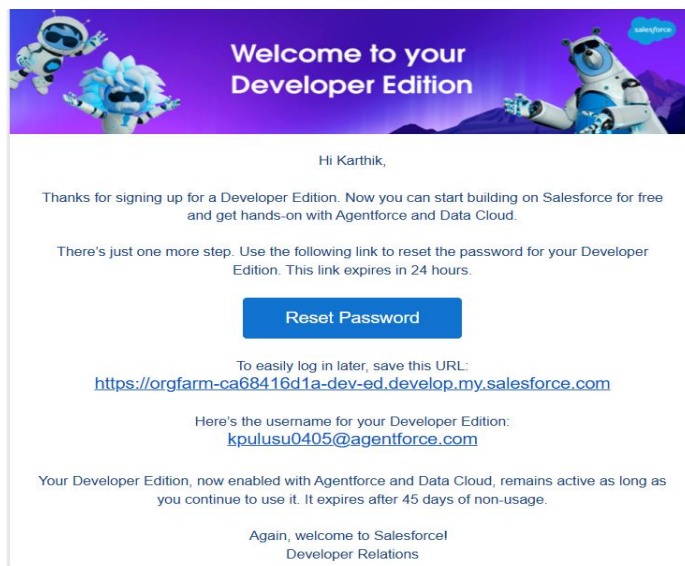 salesforce
Welcome to your
Developer Edition
Hi Karthik,
Thanks for signing up for a Developer Edition. Now you can start building on Salesforce for free
and get hands-on with Agentforce and Data Cloud.
There's just one more step. Use the following link to reset the password for your Developer
Edition. This link expires in 24 hours.
Reset Password
To easily log in later, save this URL:
https://orgfarm-ca68416d1a-dev-ed.develop.my.salesforce.com
Here's the username for your Developer Edition:
kpulusu0405@agentforce.com
Your Developer Edition, now enabled with Agentforce and Data Cloud, remains active as long as
you continue to use it. It expires after 45 days of non-usage.
Again, welcome to Salesforce!
Developer Relations